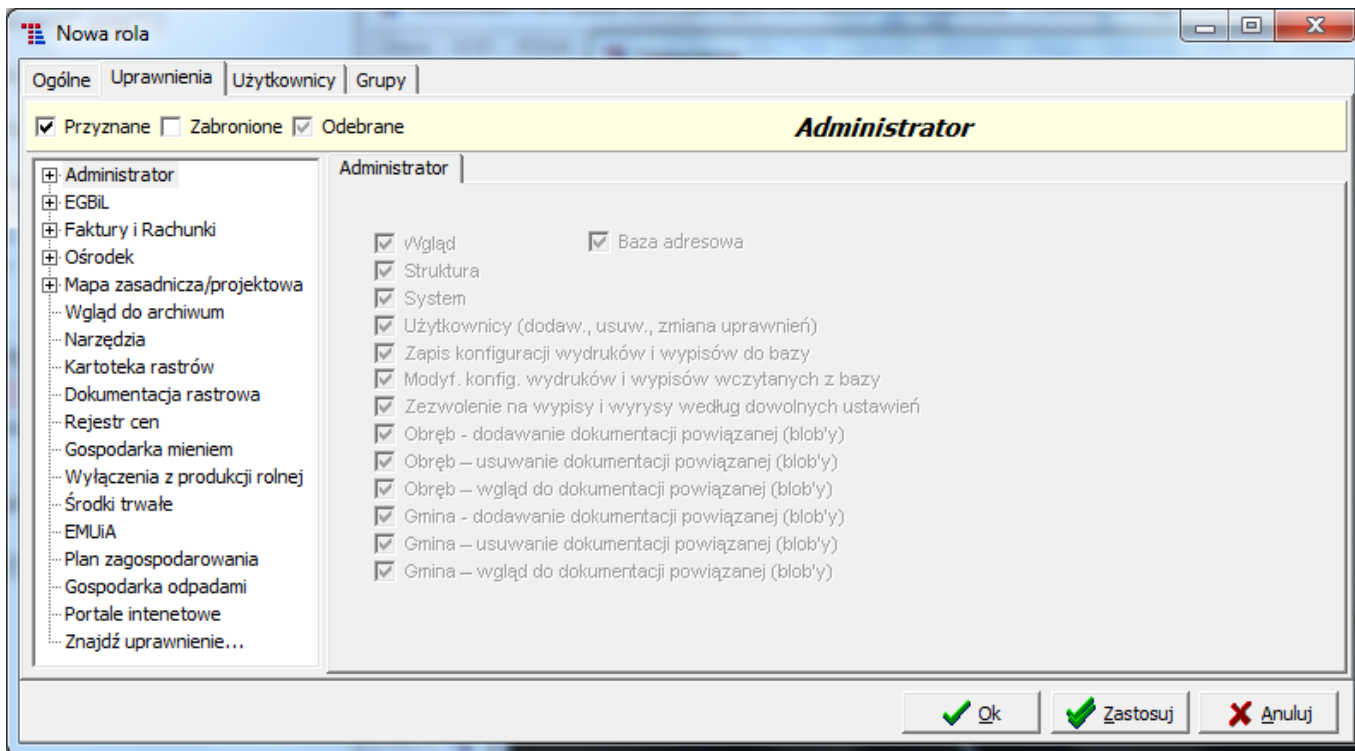 Nowa rola
Ogólne Uprawnienia Użytkownicy Grupy
Przyznane Zabronione Odebrane Administrator
Administrator
EGBiL
Faktury i Rachunki
Ośrodek
Mapa zasadnicza/projektowa
Wgląd do archiwum
Narzędzia
Kartoteka rastrów
Dokumentacja rastrowa
Rejestr cen
Gospodarka mieniem
Wyłączenia z produkcji rolnej
Środki trwałe
EMUiA
Plan zagospodarowania
Gospodarka odpadami
Portale intenetowe
Znajdź uprawnienie...
Administrator
Wgląd Baza adresowa
Struktura
System
Użytkownicy (dodaw., usuw., zmiana uprawnień)
Zapis konfiguracji wydruków i wypisów do bazy
Modyf. konfig. wydruków i wypisów wczytanych z bazy
Zezwolenie na wypisy i wyrysy według dowolnych ustawień
Obręb - dodawanie dokumentacji powiązanej (blob'y)
Obręb – usuwanie dokumentacji powiązanej (blob'y)
Obręb – wgląd do dokumentacji powiązanej (blob'y)
Gmina - dodawanie dokumentacji powiązanej (blob'y)
Gmina – usuwanie dokumentacji powiązanej (blob'y)
Gmina – wgląd do dokumentacji powiązanej (blob'y)
Ok Zastosuj Anuluj